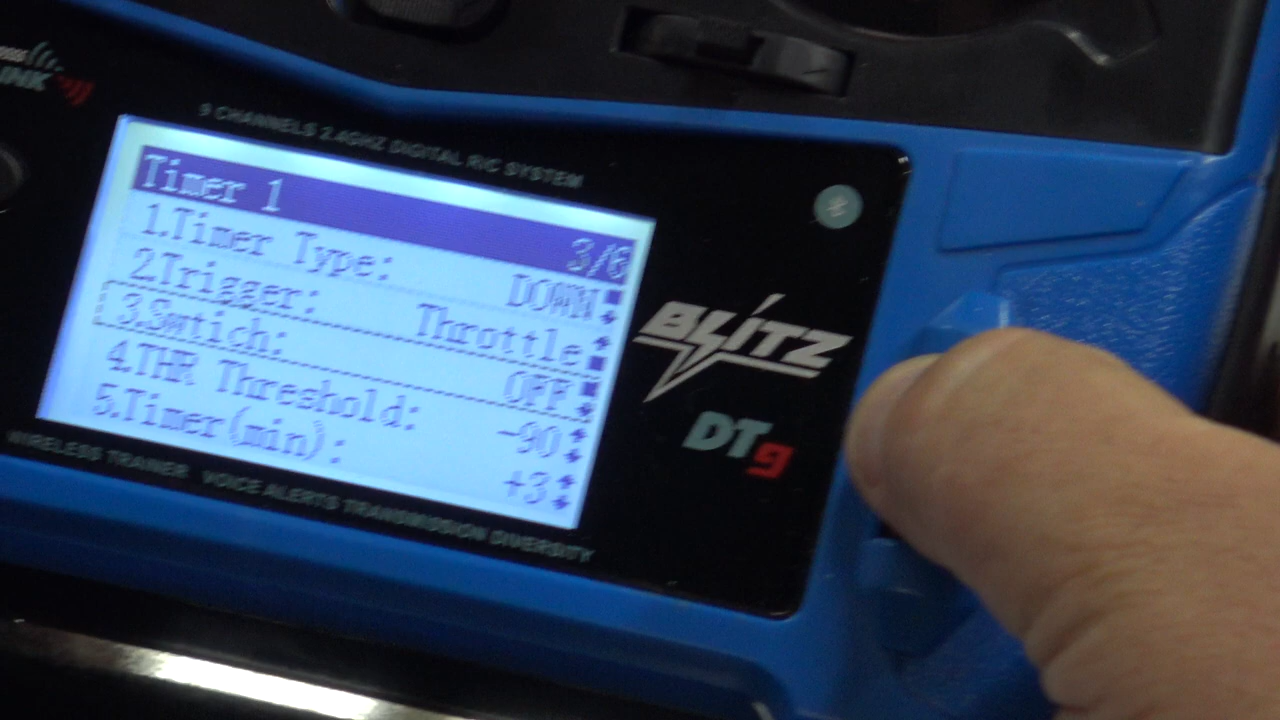 9 CHANNELS 2.4GHZ DIGITAL R/C SYSTEM
Timer 1 3/6
1.Timer Type: DOWN
2.Trigger: Throttle
3.Swtich: OFF
4.THR Threshold: -90
5.Timer(min): +3
BLITZ
DT9
WIRELESS TRAINER VOICE ALERTS TRANSMISSION DIVERSITY